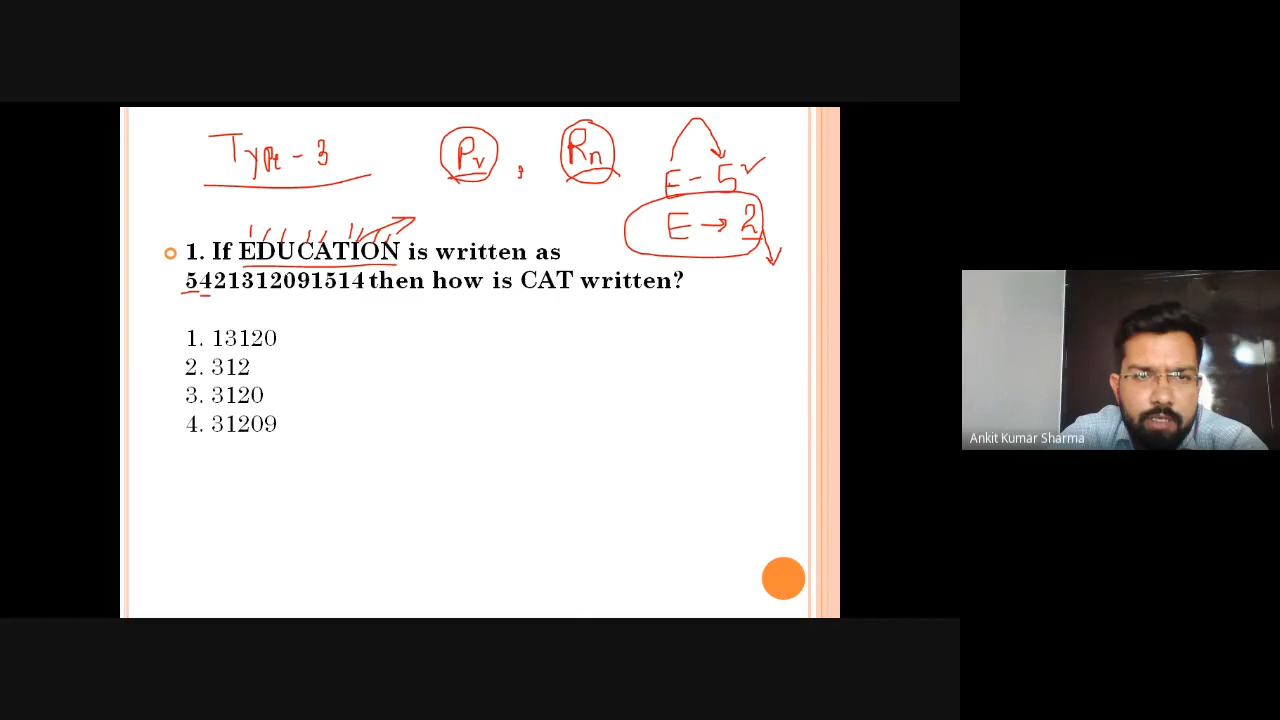 Type - 3 Pv , Rn E - 5 ✓
E → 2
1. If EDUCATION is written as
5421312091514 then how is CAT written?
1. 13120
2. 312
3. 3120
4. 31209
Ankit Kumar Sharma